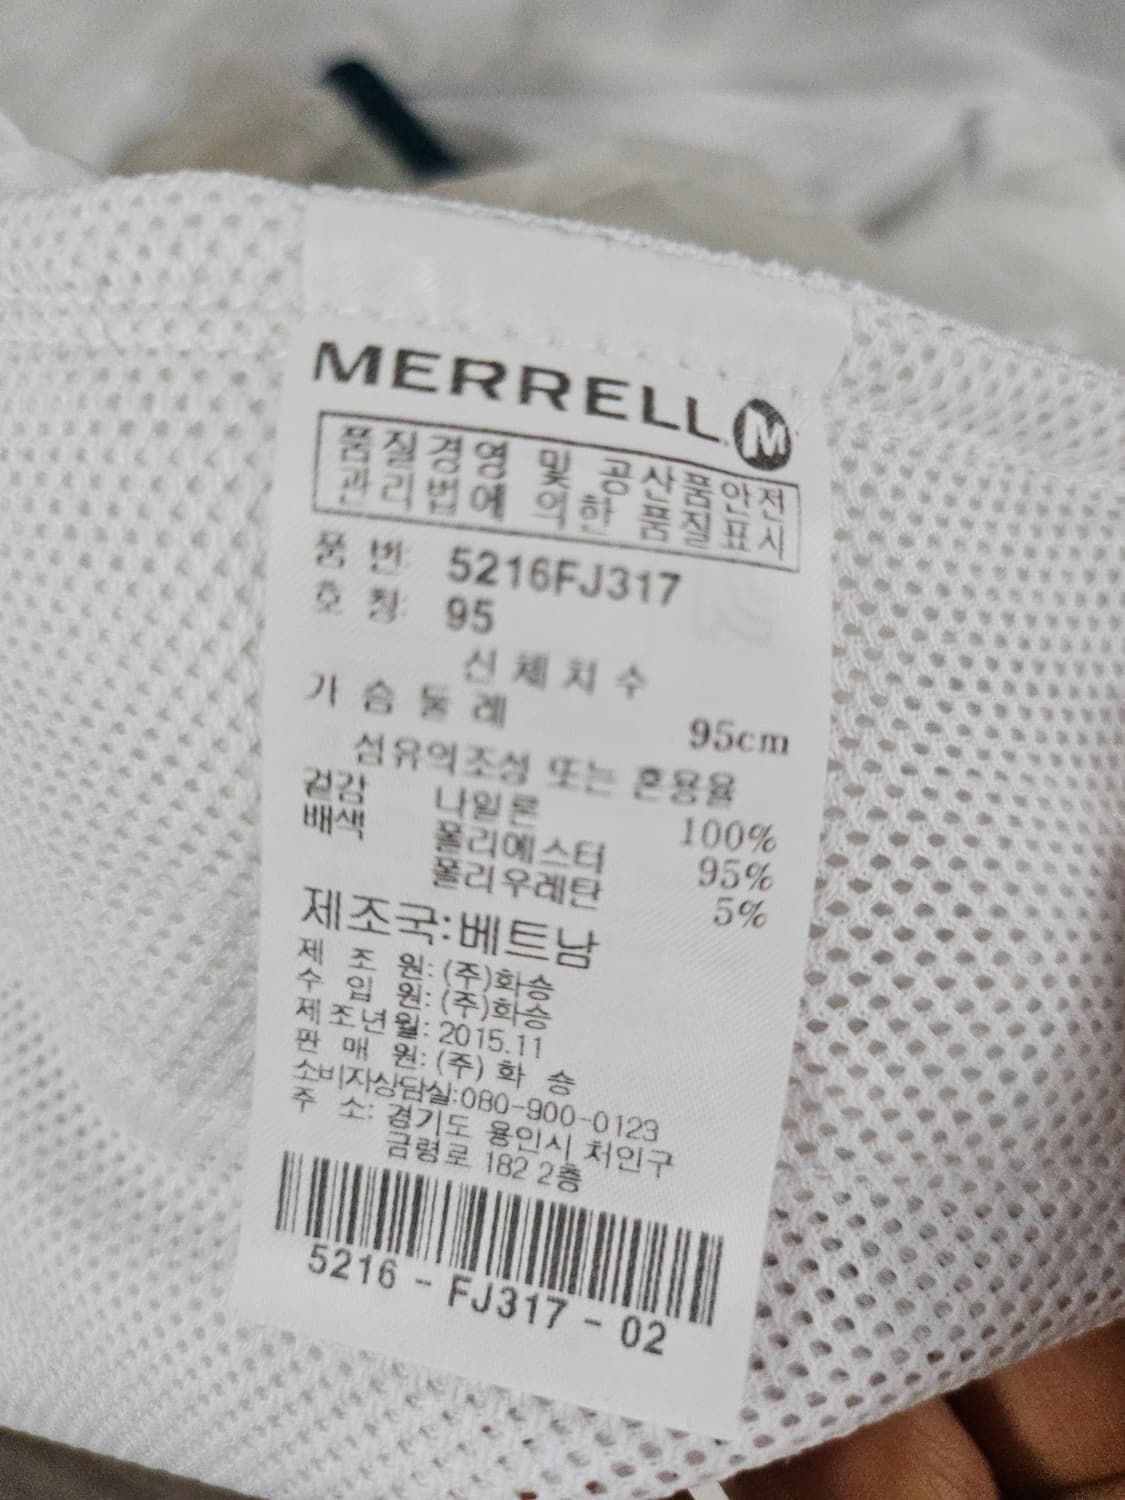 MERRELL M
품질경영 및 공산품안전
관리법에 의한 품질표시
품 번: 5216FJ317
호 칭: 95
신체치수
가슴둘레 95cm
섬유의조성 또는 혼용율
겉감 나일론 100%
배색 폴리에스터 95%
폴리우레탄 5%
제조국:베트남
제 조 원: (주)화승
수 입 원: (주)화승
제조년월: 2015.11
판 매 원: (주) 화 승
소비자상담실:080-900-0123
주 소: 경기도 용인시 처인구
금령로 182 2층
5216 - FJ317 - 02